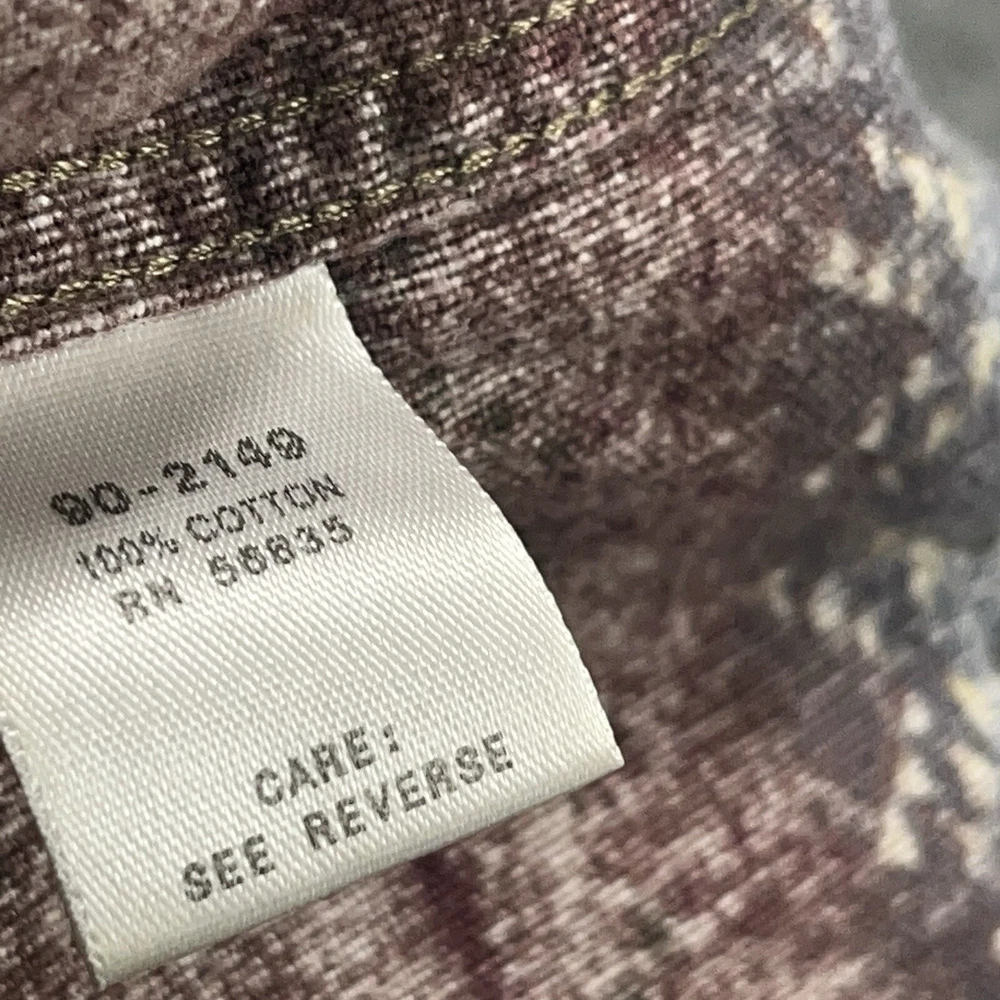 90-2149
100% COTTON
RN 56835
CARE:
SEE REVERSE